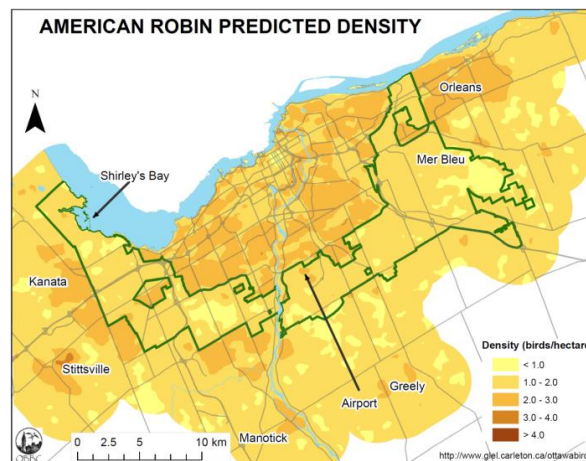 AMERICAN ROBIN PREDICTED DENSITY
N
Orleans
Mer Bleu
Shirley's Bay
Kanata
Stittsville
Airport
Greely
Manotick
Density (birds/hectare
< 1.0
1.0 - 2.0
2.0 - 3.0
3.0 - 4.0
> 4.0
0 2.5 5 10 km
http://www.glel.carleton.ca/ottawabir